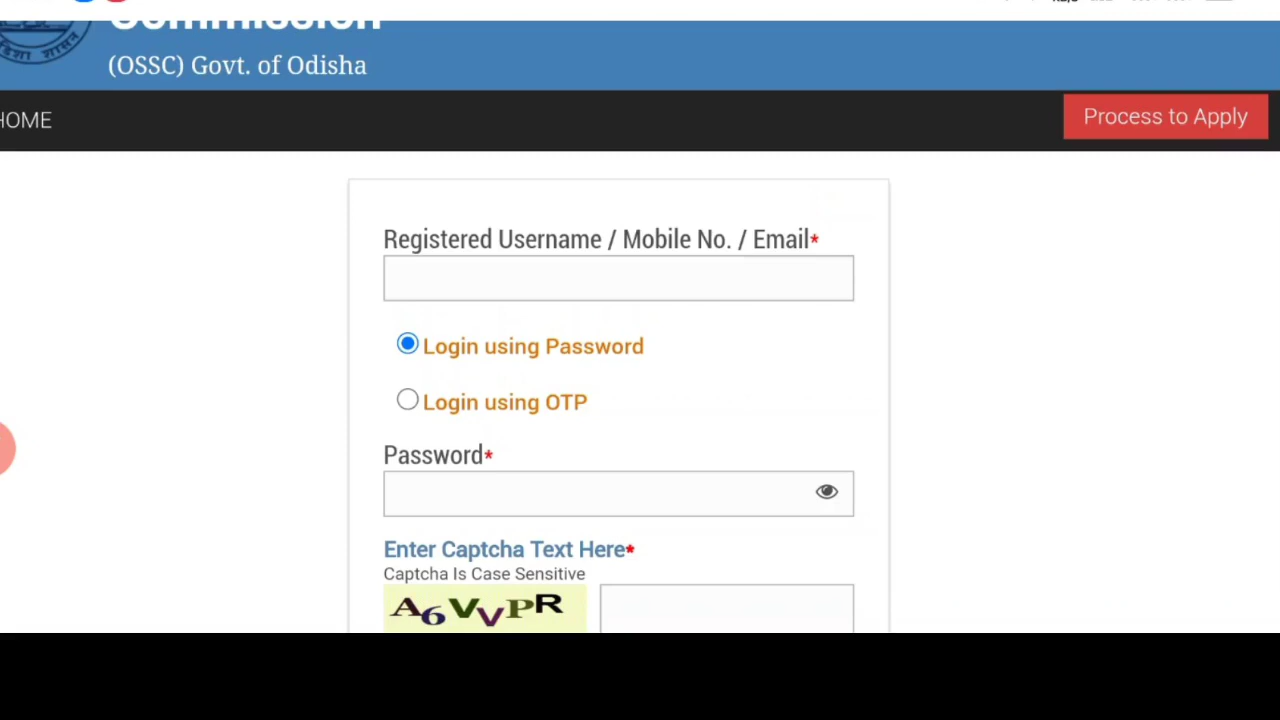 Commission
(OSSC) Govt. of Odisha
HOME
Process to Apply
Registered Username / Mobile No. / Email*
Login using Password
Login using OTP
Password*
Enter Captcha Text Here*
Captcha Is Case Sensitive
A6VVPR